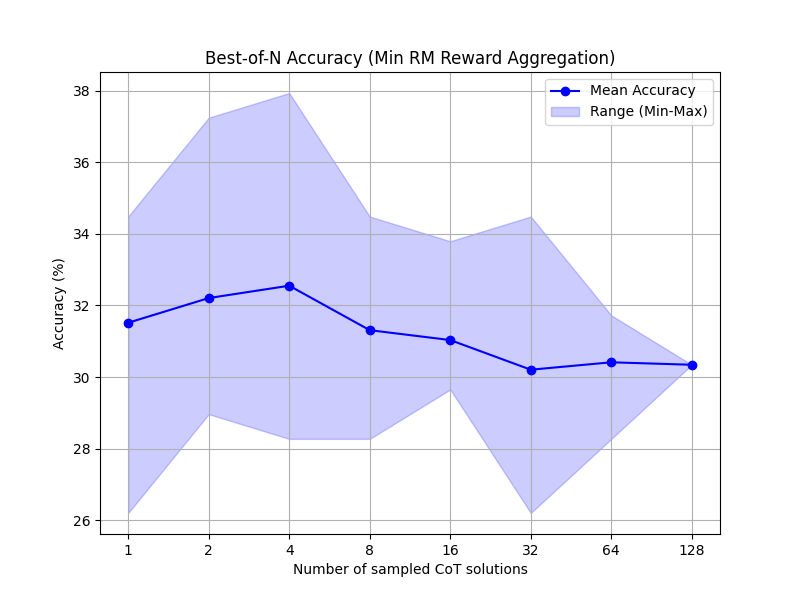 Best-of-N Accuracy (Min RM Reward Aggregation)
Mean Accuracy
Range (Min-Max)
Accuracy (%)
38
36
34
32
30
28
26
1 2 4 8 16 32 64 128
Number of sampled CoT solutions